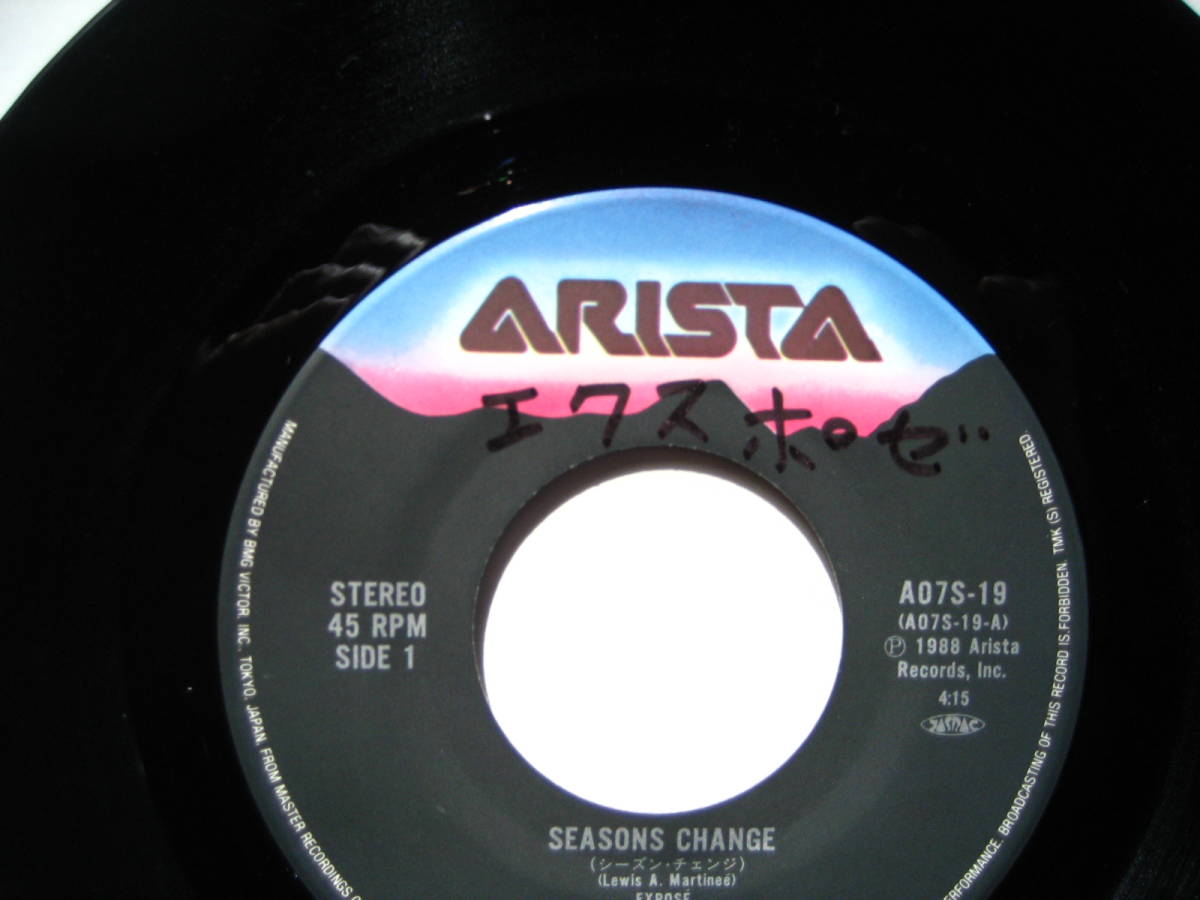 ARISTA
エクスポゼ
STEREO
45 RPM
SIDE 1
A07S-19
(A07S-19-A)
Ⓟ 1988 Arista
Records, Inc.
4:15
JASRAC
SEASONS CHANGE
(シーズン・チェンジ)
(Lewis A. Martineé)
EXPOSÉ
MANUFACTURED BY BMG VICTOR, INC., TOKYO, JAPAN, FROM MASTER RECORDINGS
PERFORMANCE, BROADCASTING OF THIS RECORD IS FORBIDDEN. TMK (S) REGISTERED.